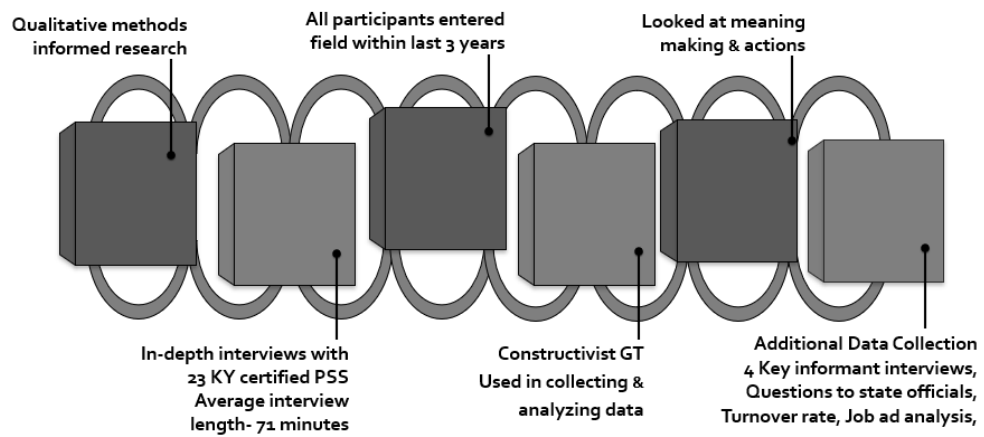 Qualitative methods
informed research
All participants entered
field within last 3 years
Looked at meaning
making & actions
In-depth interviews with
23 KY certified PSS
Average interview
length- 71 minutes
Constructivist GT
Used in collecting &
analyzing data
Additional Data Collection
4 Key informant interviews,
Questions to state officials,
Turnover rate, Job ad analysis,